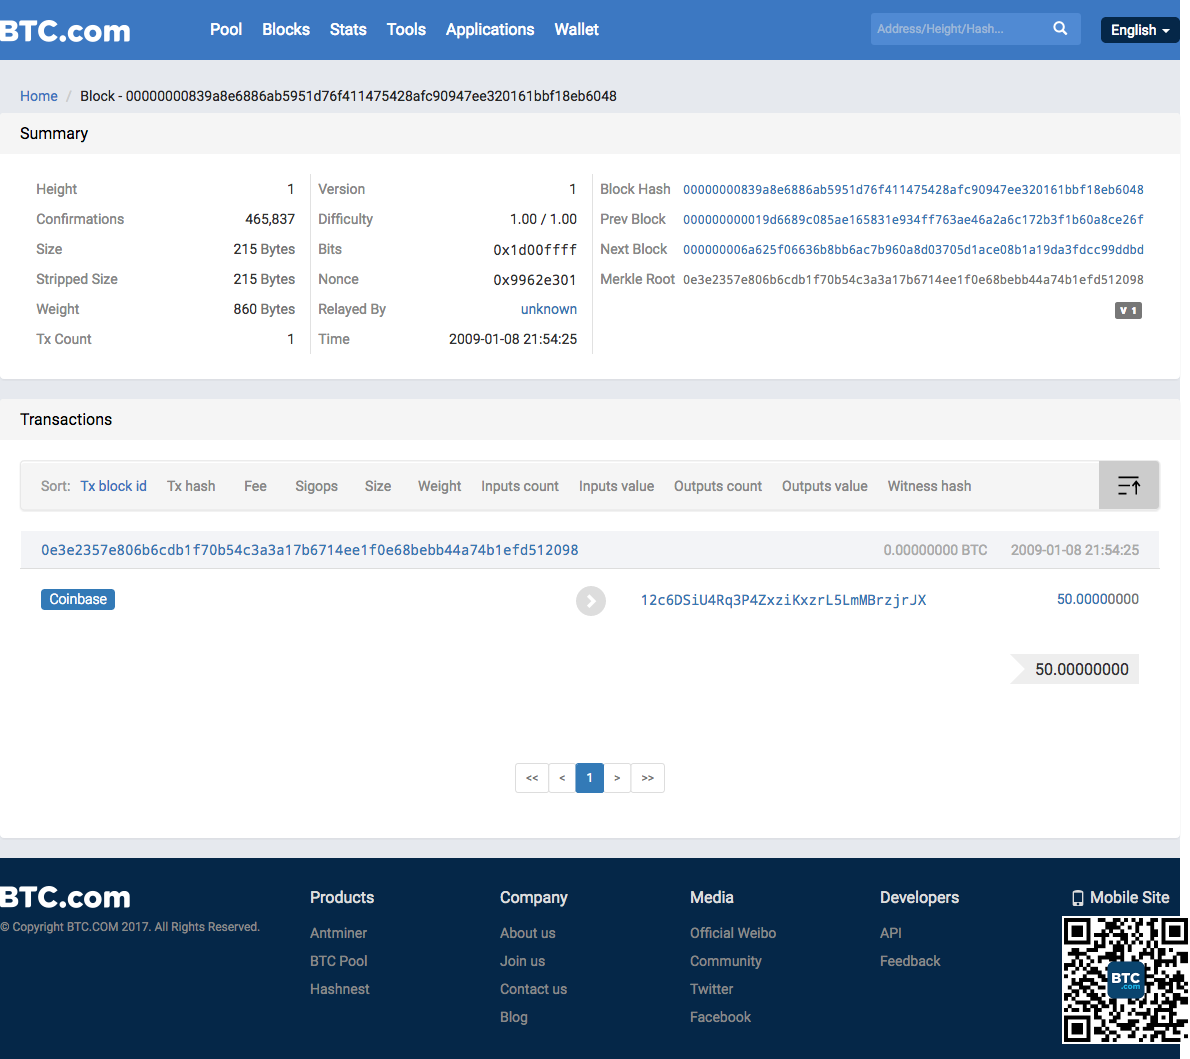 BTC.com Pool Blocks Stats Tools Applications Wallet Address/Height/Hash... English
Home / Block - 00000000839a8e6886ab5951d76f411475428afc90947ee320161bbf18eb6048
Summary
Height 1 Version 1 Block Hash 00000000839a8e6886ab5951d76f411475428afc90947ee320161bbf18eb6048
Confirmations 465,837 Difficulty 1.00 / 1.00 Prev Block 000000000019d6689c085ae165831e934ff763ae46a2a6c172b3f1b60a8ce26f
Size 215 Bytes Bits 0x1d00ffff Next Block 000000006a625f06636b8bb6ac7b960a8d03705d1ace08b1a19da3fdcc99ddbd
Stripped Size 215 Bytes Nonce 0x9962e301 Merkle Root 0e3e2357e806b6cdb1f70b54c3a3a17b6714ee1f0e68bebb44a74b1efd512098
Weight 860 Bytes Relayed By unknown V 1
Tx Count 1 Time 2009-01-08 21:54:25
Transactions
Sort: Tx block id Tx hash Fee Sigops Size Weight Inputs count Inputs value Outputs count Outputs value Witness hash
0e3e2357e806b6cdb1f70b54c3a3a17b6714ee1f0e68bebb44a74b1efd512098 0.00000000 BTC 2009-01-08 21:54:25
Coinbase 12c6DSiU4Rq3P4ZxziKxzrL5LmMBrzjrJX 50.00000000
50.00000000
<< < 1 > >>
BTC.com Products Company Media Developers Mobile Site
© Copyright BTC.COM 2017. All Rights Reserved. Antminer About us Official Weibo API
BTC Pool Join us Community Feedback
Hashnest Contact us Twitter
Blog Facebook
BTC
.com